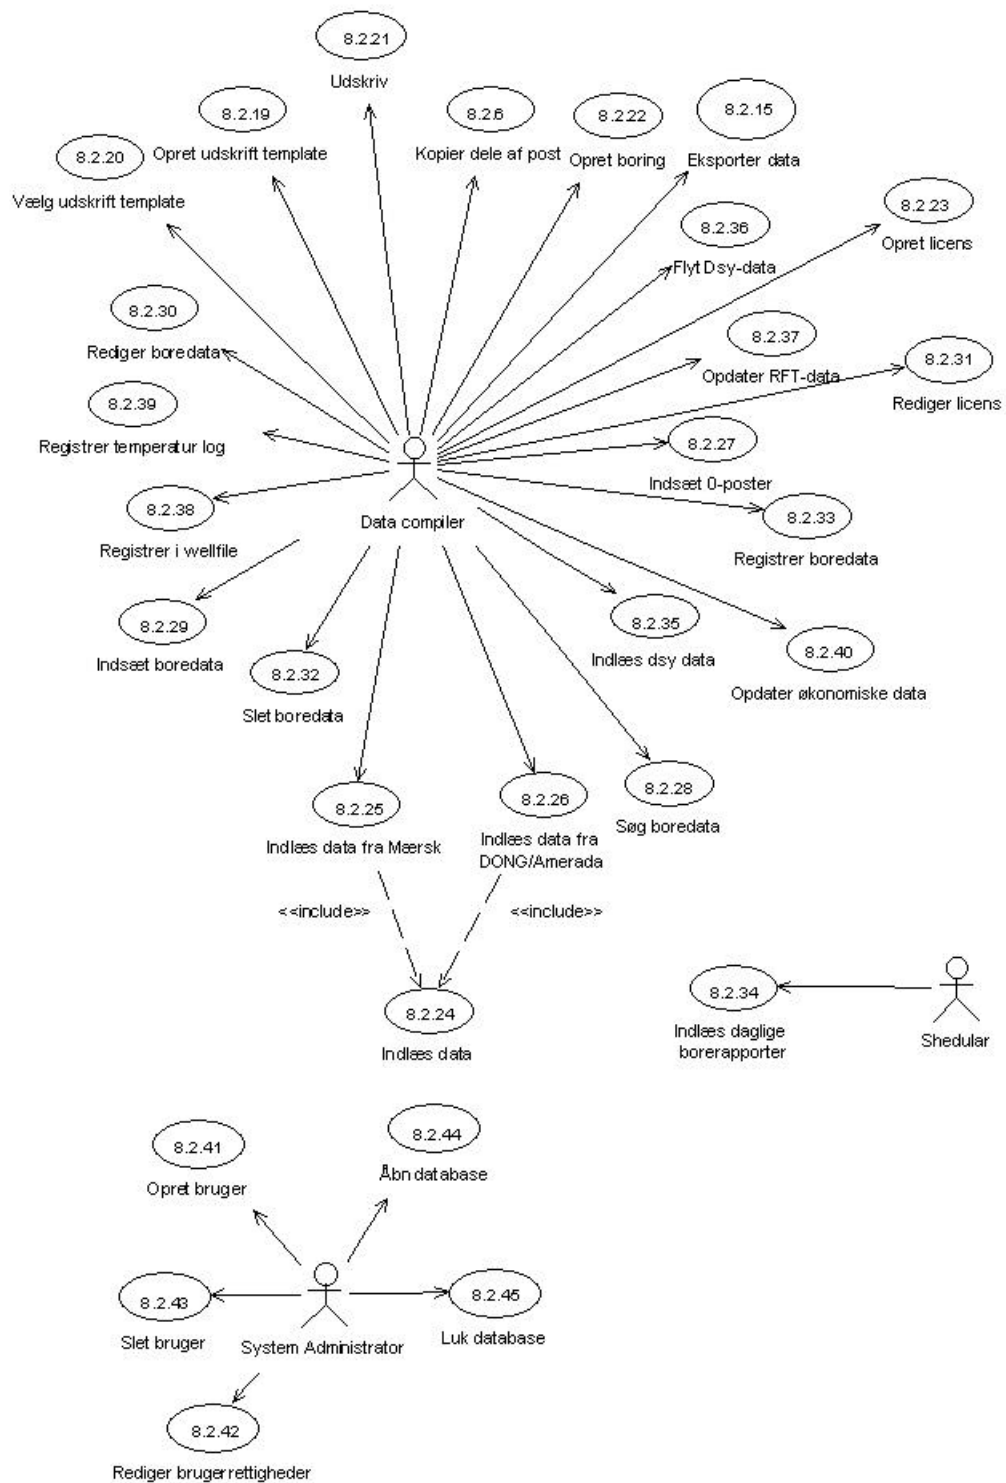 8.2.21
Udskriv
8.2.19
Opret udskrift template
8.2.6
Kopier dele af post
8.2.22
Opret boring
8.2.15
Eksporter data
8.2.20
Vælg udskrift template
8.2.23
Opret licens
8.2.36
Flyt Dsy-data
8.2.30
Rediger boredata
8.2.37
Opdater RFT-data
8.2.31
Rediger licens
8.2.39
Registrer temperatur log
8.2.27
Indsæt 0-poster
8.2.38
Registrer i wellfile
Data compiler
8.2.33
Registrer boredata
8.2.29
Indsæt boredata
8.2.35
Indlæs dsy data
8.2.32
Slet boredata
8.2.40
Opdater økonomiske data
8.2.25
Indlæs data fra Mærsk
8.2.26
Indlæs data fra
DONG/Amerada
8.2.28
Søg boredata
<<include>>
<<include>>
8.2.24
Indlæs data
8.2.34
Indlæs daglige
borerapporter
Shedular
8.2.41
Opret bruger
8.2.44
Åbn database
8.2.43
Slet bruger
System Administrator
8.2.45
Luk database
8.2.42
Rediger brugerrettigheder